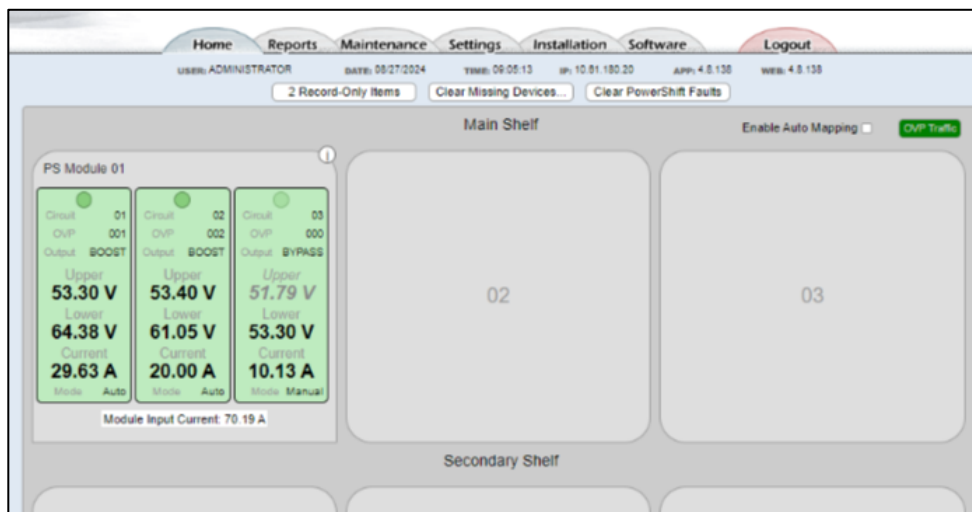 Home Reports Maintenance Settings Installation Software Logout
USER: ADMINISTRATOR DATE: 08/27/2024 TIME: 09:05:13 IP: 10.81.180.20 APP: 4.8.138 WEB: 4.8.138
2 Record-Only Items Clear Missing Devices... Clear PowerShift Faults
Main Shelf Enable Auto Mapping OVP Traffic
PS Module 01
Circuit 01 Circuit 02 Circuit 03
OVP 001 OVP 002 OVP 000
Output BOOST Output BOOST Output BYPASS
Upper Upper Upper
53.30 V 53.40 V 51.79 V
Lower Lower Lower
64.38 V 61.05 V 53.30 V
Current Current Current
29.63 A 20.00 A 10.13 A
Mode Auto Mode Auto Mode Manual
Module Input Current: 70.19 A
02
03
Secondary Shelf